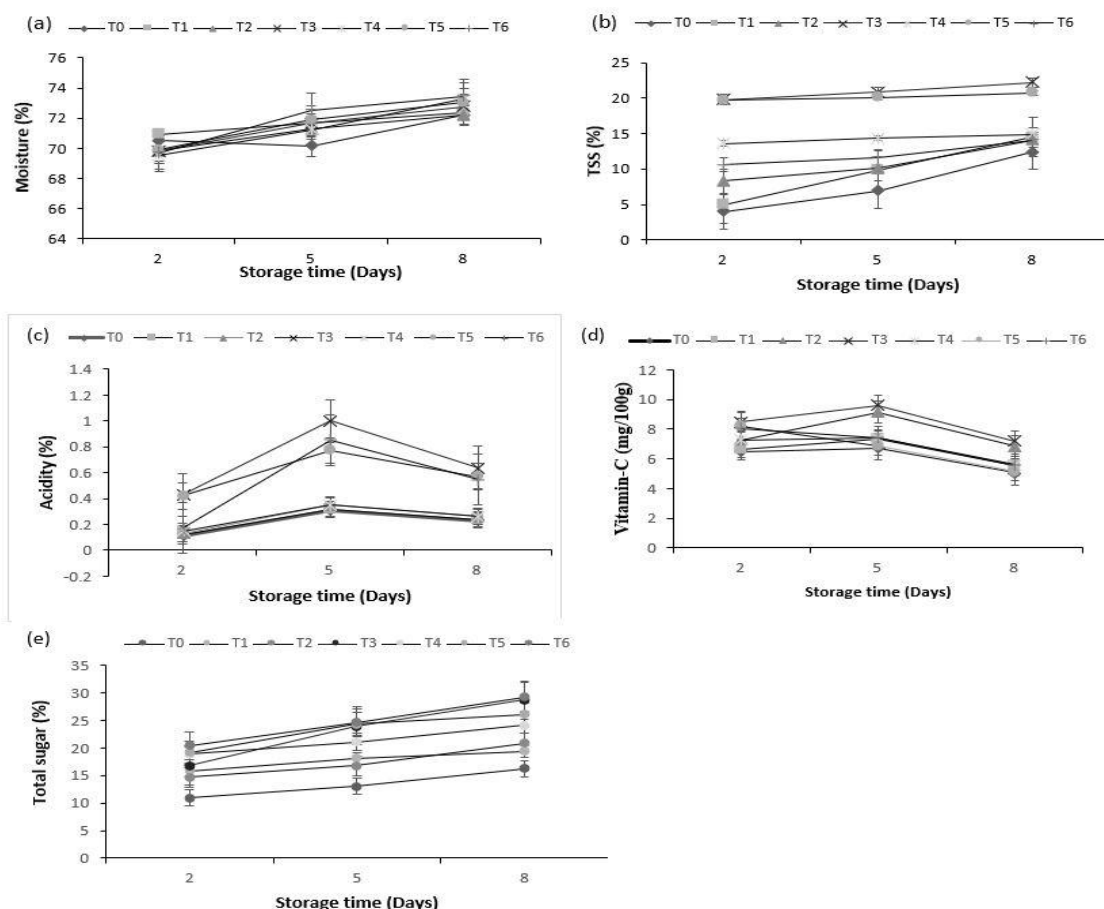 (a)
T0 T1 T2 T3 T4 T5 T6
76
74
72
70
68
66
64
Moisture (%)
2 5 8
Storage time (Days)
(b)
T0 T1 T2 T3 T4 T5 T6
25
20
15
10
5
0
TSS (%)
2 5 8
Storage time (Days)
(c)
T0 T1 T2 T3 T4 T5 T6
1.4
1.2
1
0.8
0.6
0.4
0.2
0
-0.2
Acidity (%)
2 5 8
Storage time (Days)
(d)
T0 T1 T2 T3 T4 T5 T6
12
10
8
6
4
2
0
Vitamin-C (mg/100g)
2 5 8
Storage time (Days)
(e)
T0 T1 T2 T3 T4 T5 T6
35
30
25
20
15
10
5
0
Total sugar (%)
2 5 8
Storage time (Days)